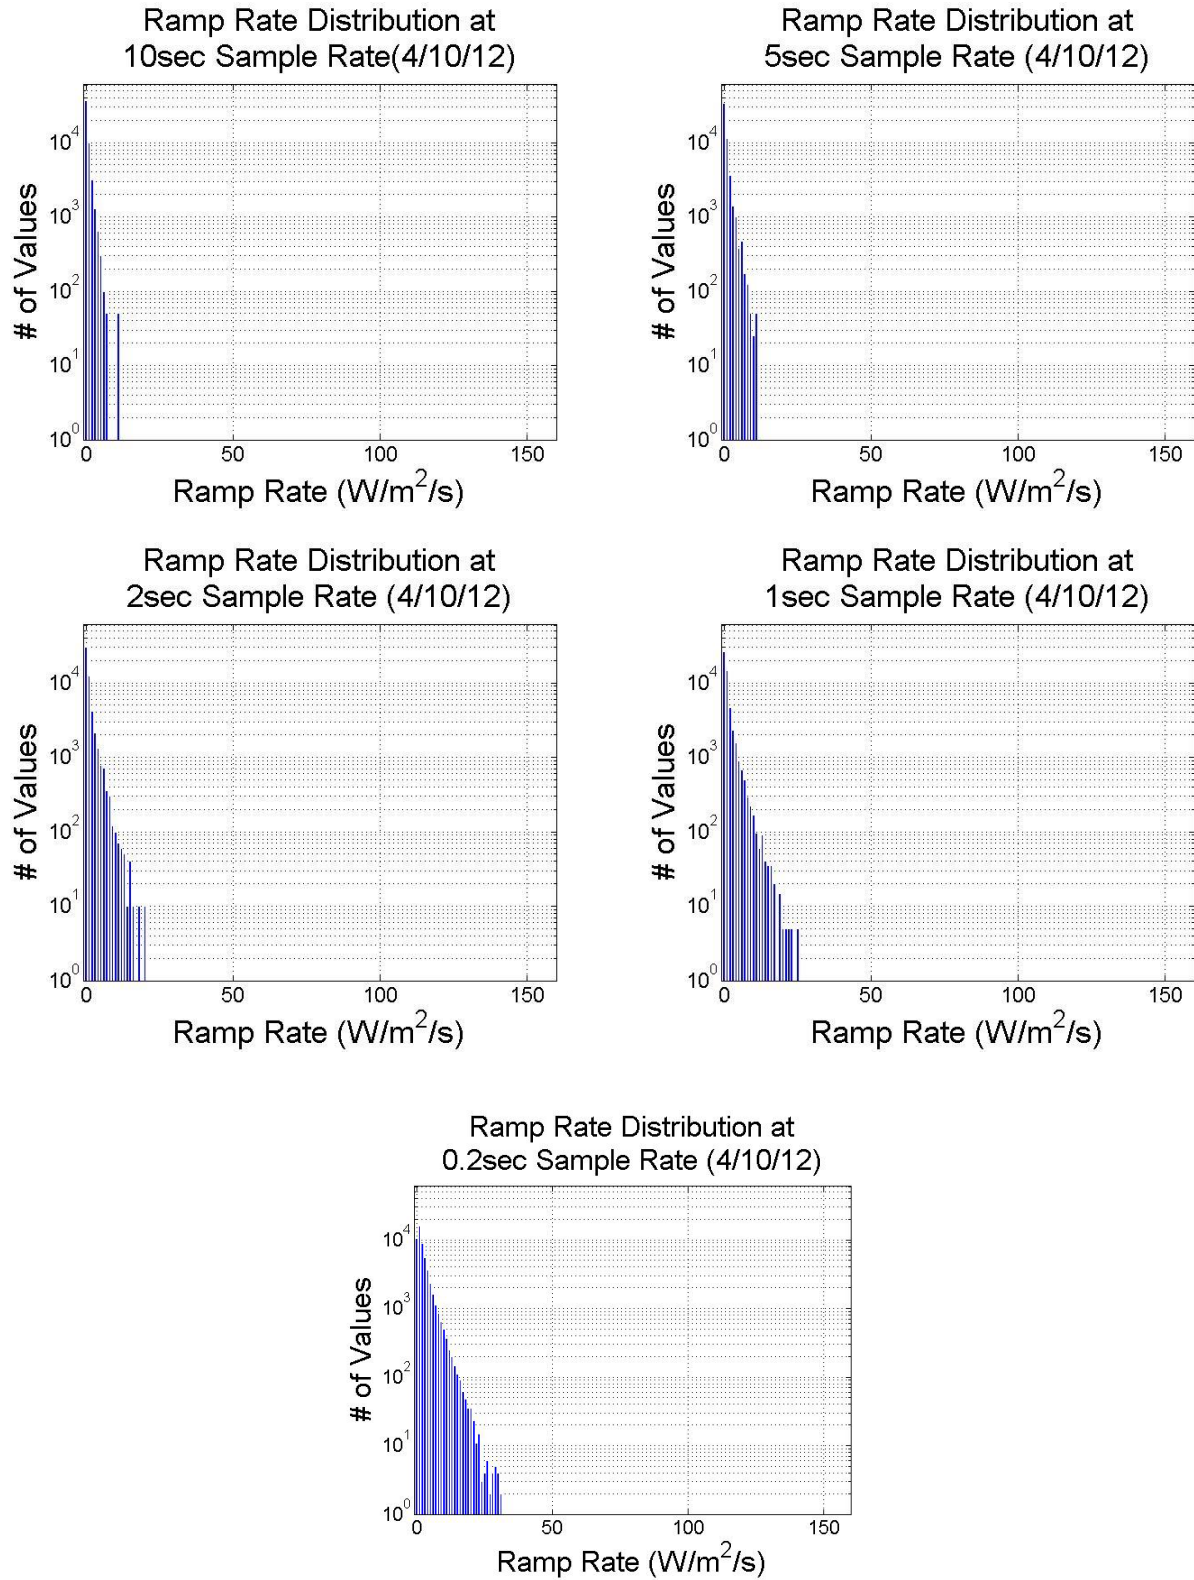 Ramp Rate Distribution at
10sec Sample Rate(4/10/12)
10^4
10^3
10^2
10^1
10^0
# of Values
0 50 100 150
Ramp Rate (W/m^2/s)
Ramp Rate Distribution at
5sec Sample Rate (4/10/12)
10^4
10^3
10^2
10^1
10^0
# of Values
0 50 100 150
Ramp Rate (W/m^2/s)
Ramp Rate Distribution at
2sec Sample Rate (4/10/12)
10^4
10^3
10^2
10^1
10^0
# of Values
0 50 100 150
Ramp Rate (W/m^2/s)
Ramp Rate Distribution at
1sec Sample Rate (4/10/12)
10^4
10^3
10^2
10^1
10^0
# of Values
0 50 100 150
Ramp Rate (W/m^2/s)
Ramp Rate Distribution at
0.2sec Sample Rate (4/10/12)
10^4
10^3
10^2
10^1
10^0
# of Values
0 50 100 150
Ramp Rate (W/m^2/s)